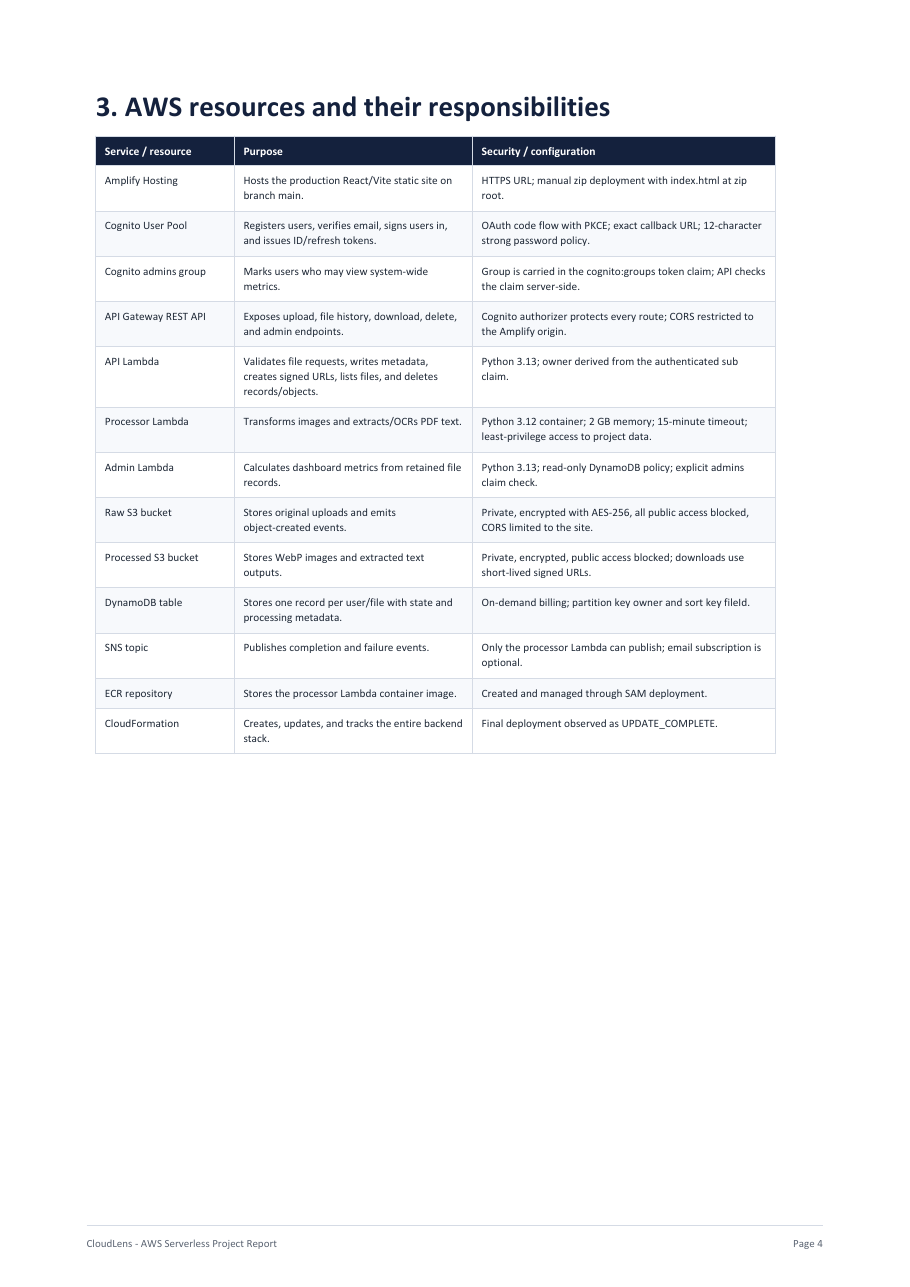 3. AWS resources and their responsibilities
Service / resource
Purpose
Security / configuration
Amplify Hosting
Hosts the production React/Vite static site on
branch main.
HTTPS URL; manual zip deployment with index.html at zip
root.
Cognito User Pool
Registers users, verifies email, signs users in,
and issues ID/refresh tokens.
OAuth code flow with PKCE; exact callback URL; 12-character
strong password policy.
Cognito admins group
Marks users who may view system-wide
metrics.
Group is carried in the cognito:groups token claim; API checks
the claim server-side.
API Gateway REST API
Exposes upload, file history, download, delete,
and admin endpoints.
Cognito authorizer protects every route; CORS restricted to
the Amplify origin.
API Lambda
Validates file requests, writes metadata,
creates signed URLs, lists files, and deletes
records/objects.
Python 3.13; owner derived from the authenticated sub
claim.
Processor Lambda
Transforms images and extracts/OCRs PDF text.
Python 3.12 container; 2 GB memory; 15-minute timeout;
least-privilege access to project data.
Admin Lambda
Calculates dashboard metrics from retained file
records.
Python 3.13; read-only DynamoDB policy; explicit admins
claim check.
Raw S3 bucket
Stores original uploads and emits
object-created events.
Private, encrypted with AES-256, all public access blocked,
CORS limited to the site.
Processed S3 bucket
Stores WebP images and extracted text
outputs.
Private, encrypted, public access blocked; downloads use
short-lived signed URLs.
DynamoDB table
Stores one record per user/file with state and
processing metadata.
On-demand billing; partition key owner and sort key fileId.
SNS topic
Publishes completion and failure events.
Only the processor Lambda can publish; email subscription is
optional.
ECR repository
Stores the processor Lambda container image.
Created and managed through SAM deployment.
CloudFormation
Creates, updates, and tracks the entire backend
stack.
Final deployment observed as UPDATE_COMPLETE.
CloudLens - AWS Serverless Project Report
Page 4